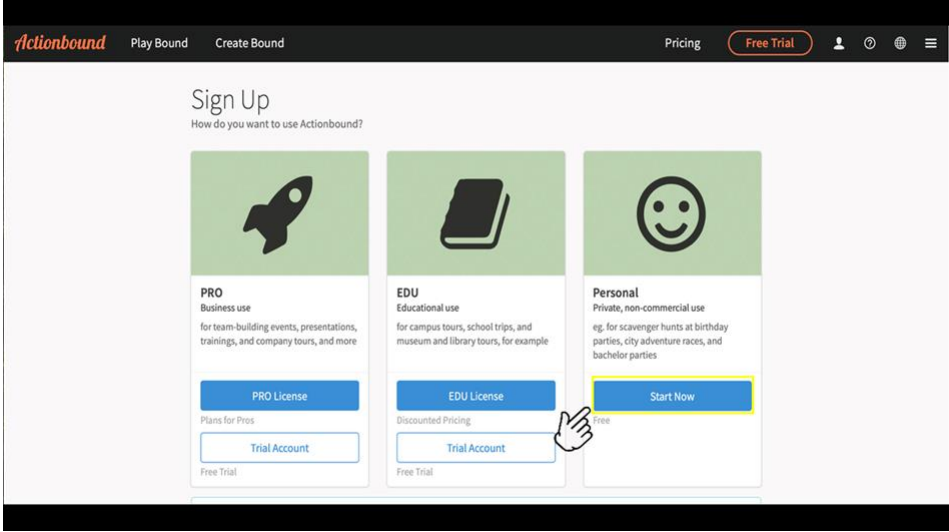 Actionbound Play Bound Create Bound Pricing Free Trial
Sign Up
How do you want to use Actionbound?
PRO
Business use
for team-building events, presentations,
trainings, and company tours, and more
PRO License
Plans for Pros
Trial Account
Free Trial
EDU
Educational use
for campus tours, school trips, and
museum and library tours, for example
EDU License
Discounted Pricing
Trial Account
Free Trial
Personal
Private, non-commercial use
eg. for scavenger hunts at birthday
parties, city adventure races, and
bachelor parties
Start Now
Free